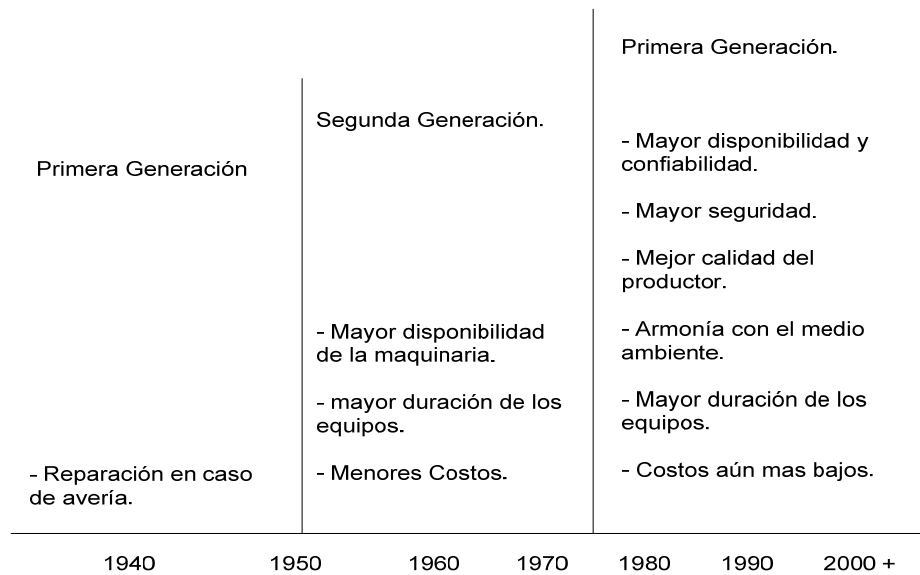 Primera Generación
- Reparación en caso
de avería.
Segunda Generación.
- Mayor disponibilidad
de la maquinaria.
- mayor duración de los
equipos.
- Menores Costos.
Primera Generación.
- Mayor disponibilidad y
confiabilidad.
- Mayor seguridad.
- Mejor calidad del
productor.
- Armonía con el medio
ambiente.
- Mayor duración de los
equipos.
- Costos aún mas bajos.
1940 1950 1960 1970 1980 1990 2000 +